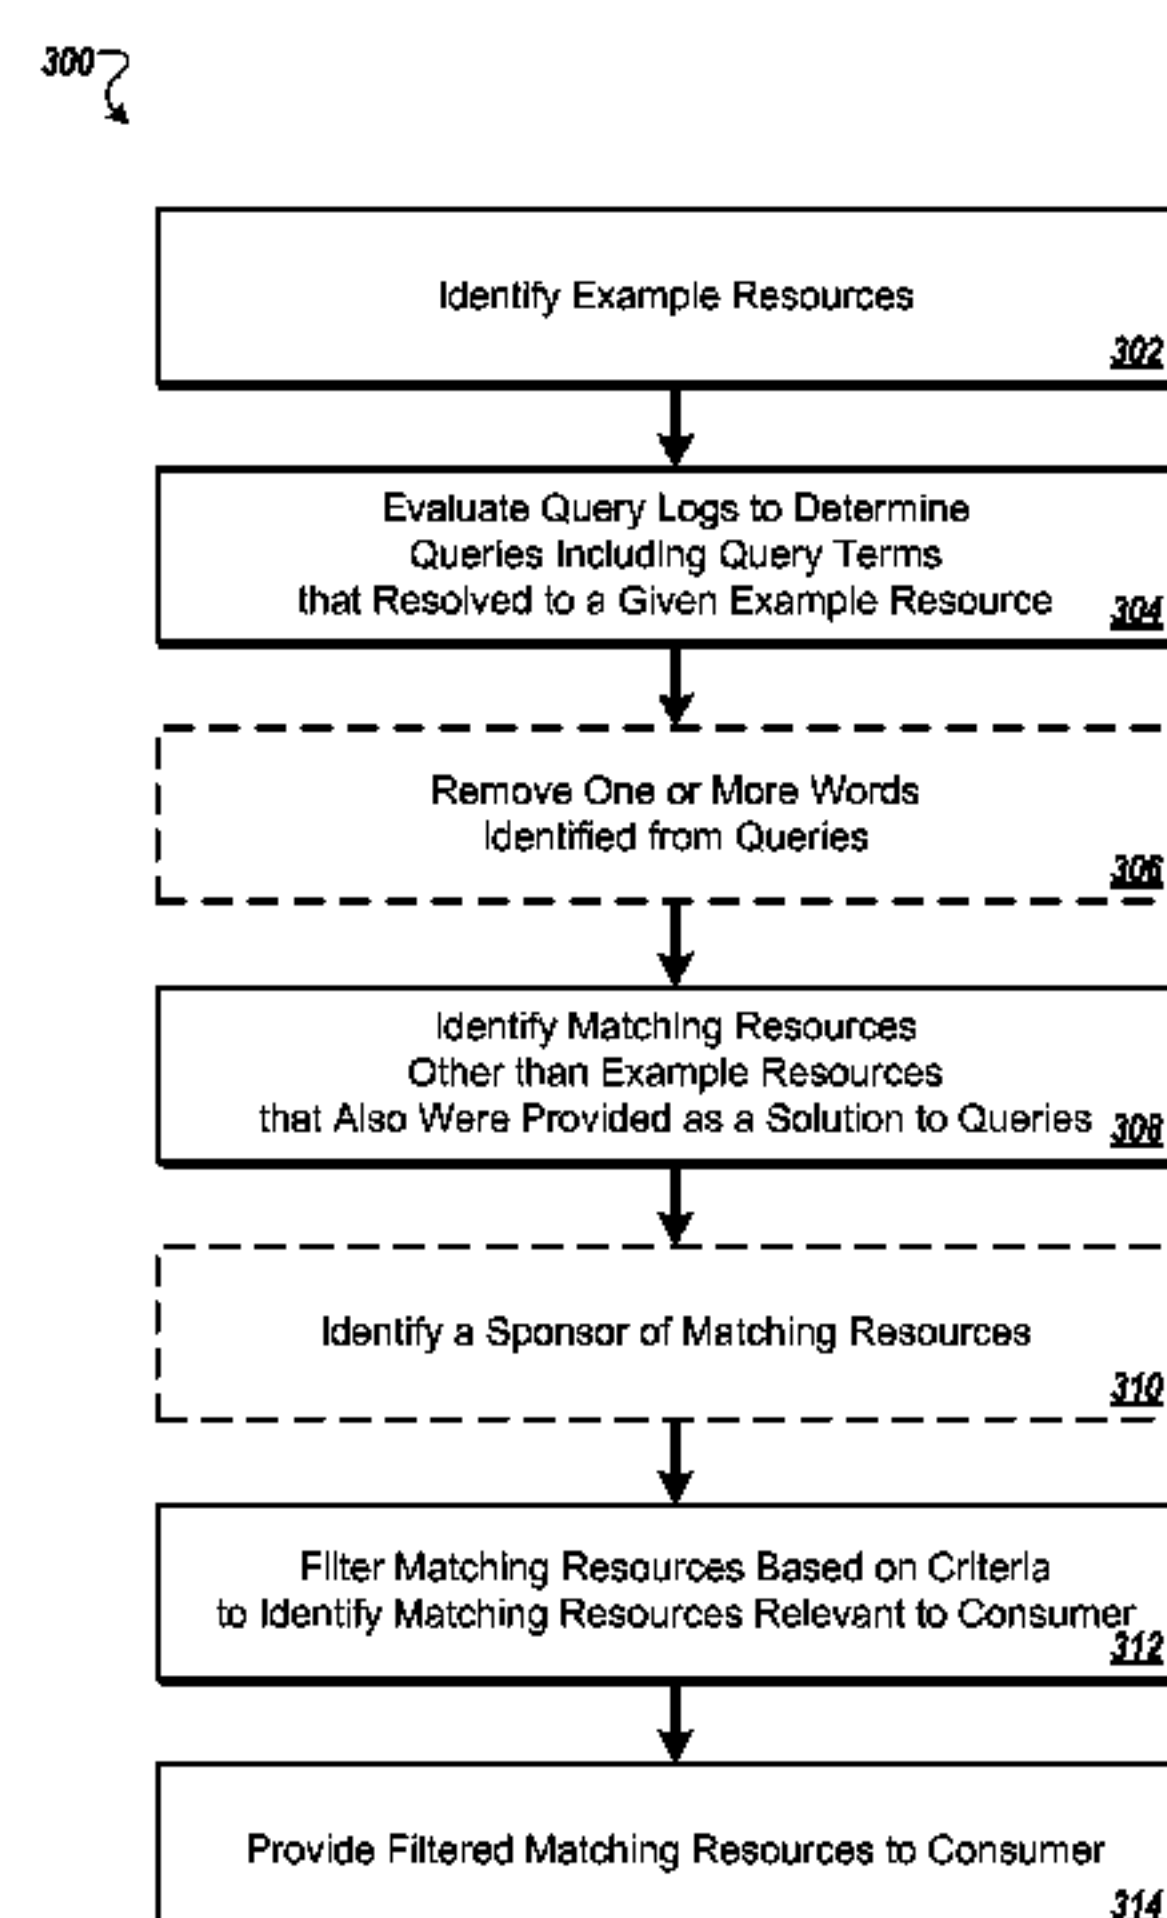 300
Identify Example Resources
302
Evaluate Query Logs to Determine
Queries Including Query Terms
that Resolved to a Given Example Resource
304
Remove One or More Words
Identified from Queries
306
Identify Matching Resources
Other than Example Resources
that Also Were Provided as a Solution to Queries
308
Identify a Sponsor of Matching Resources
310
Filter Matching Resources Based on Criteria
to Identify Matching Resources Relevant to Consumer
312
Provide Filtered Matching Resources to Consumer
314